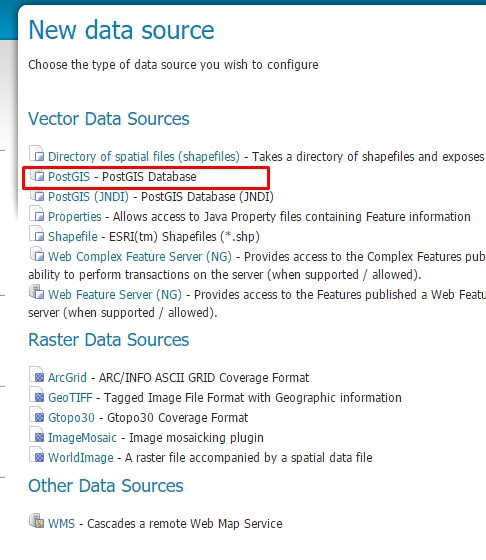 New data source
Choose the type of data source you wish to configure
Vector Data Sources
Directory of spatial files (shapefiles) - Takes a directory of shapefiles and exposes
PostGIS - PostGIS Database
PostGIS (JNDI) - PostGIS Database (JNDI)
Properties - Allows access to Java Property files containing Feature information
Shapefile - ESRI(tm) Shapefiles (*.shp)
Web Complex Feature Server (NG) - Provides access to the Complex Features pub
ability to perform transactions on the server (when supported / allowed).
Web Feature Server (NG) - Provides access to the Features published a Web Featu
server (when supported / allowed).
Raster Data Sources
ArcGrid - ARC/INFO ASCII GRID Coverage Format
GeoTIFF - Tagged Image File Format with Geographic information
Gtopo30 - Gtopo30 Coverage Format
ImageMosaic - Image mosaicking plugin
WorldImage - A raster file accompanied by a spatial data file
Other Data Sources
WMS - Cascades a remote Web Map Service